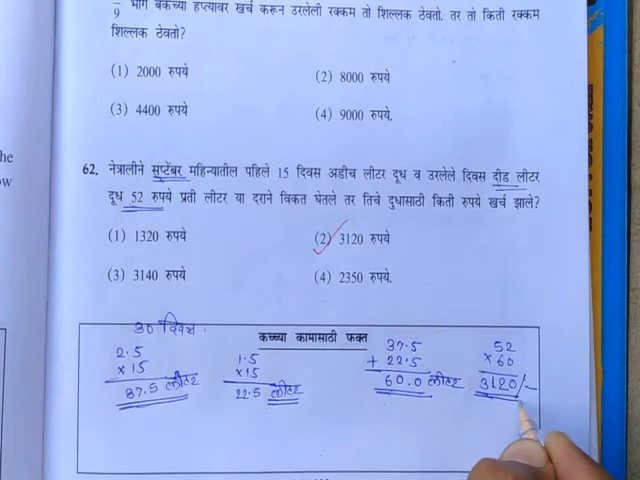 9 भाग बँकेच्या हप्त्यावर खर्च करून उरलेली रक्कम तो शिल्लक ठेवतो. तर तो किती रक्कम
शिल्लक ठेवतो?
(1) 2000 रुपये (2) 8000 रुपये
(3) 4400 रुपये (4) 9000 रुपये.
he
ow
62. नेत्रालीने सप्टेंबर महिन्यातील पहिले 15 दिवस अडीच लीटर दूध व उरलेले दिवस दीड लीटर
दूध 52 रुपये प्रती लीटर या दराने विकत घेतले तर तिचे दुधासाठी किती रुपये खर्च झाले?
(1) 1320 रुपये (2) 3120 रुपये
(3) 3140 रुपये (4) 2350 रुपये.
30 दिवस.
कच्च्या कामासाठी फक्त
2.5 1.5 37.5 52
×15 ×15 + 22.5 ×60
37.5 लीटर 22.5 लीटर 60.0 लीटर 3120/-